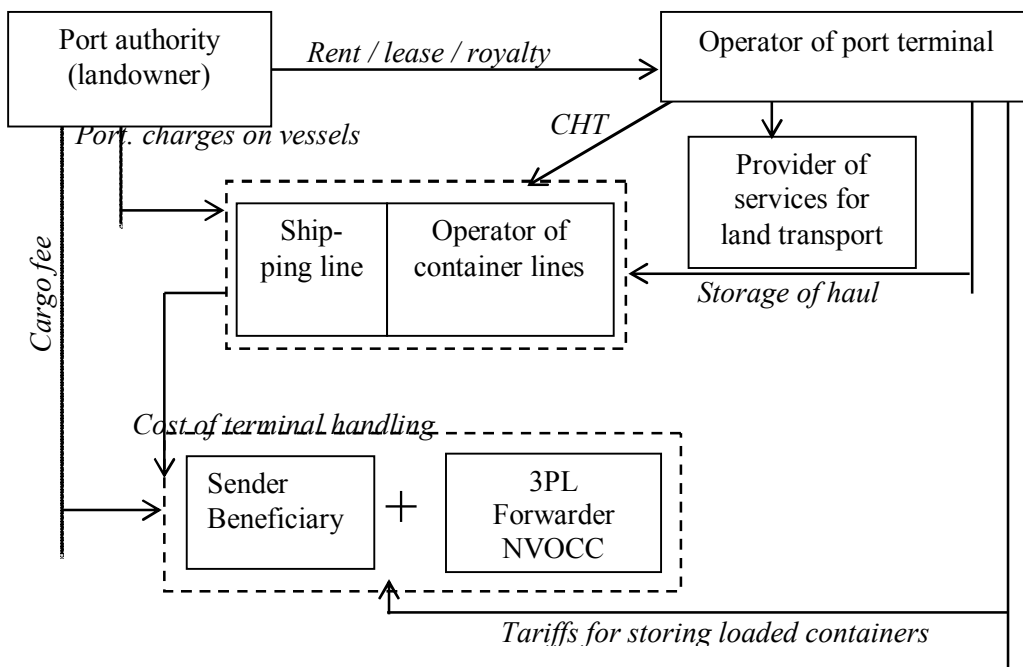 Port authority
(landowner)
Rent / lease / royalty
Operator of port terminal
Port. charges on vessels
CHT
Provider of
services for
land transport
Ship-
ping line
Operator of
container lines
Storage of haul
Cargo fee
Cost of terminal handling
Sender
Beneficiary
+
3PL
Forwarder
NVOCC
Tariffs for storing loaded containers